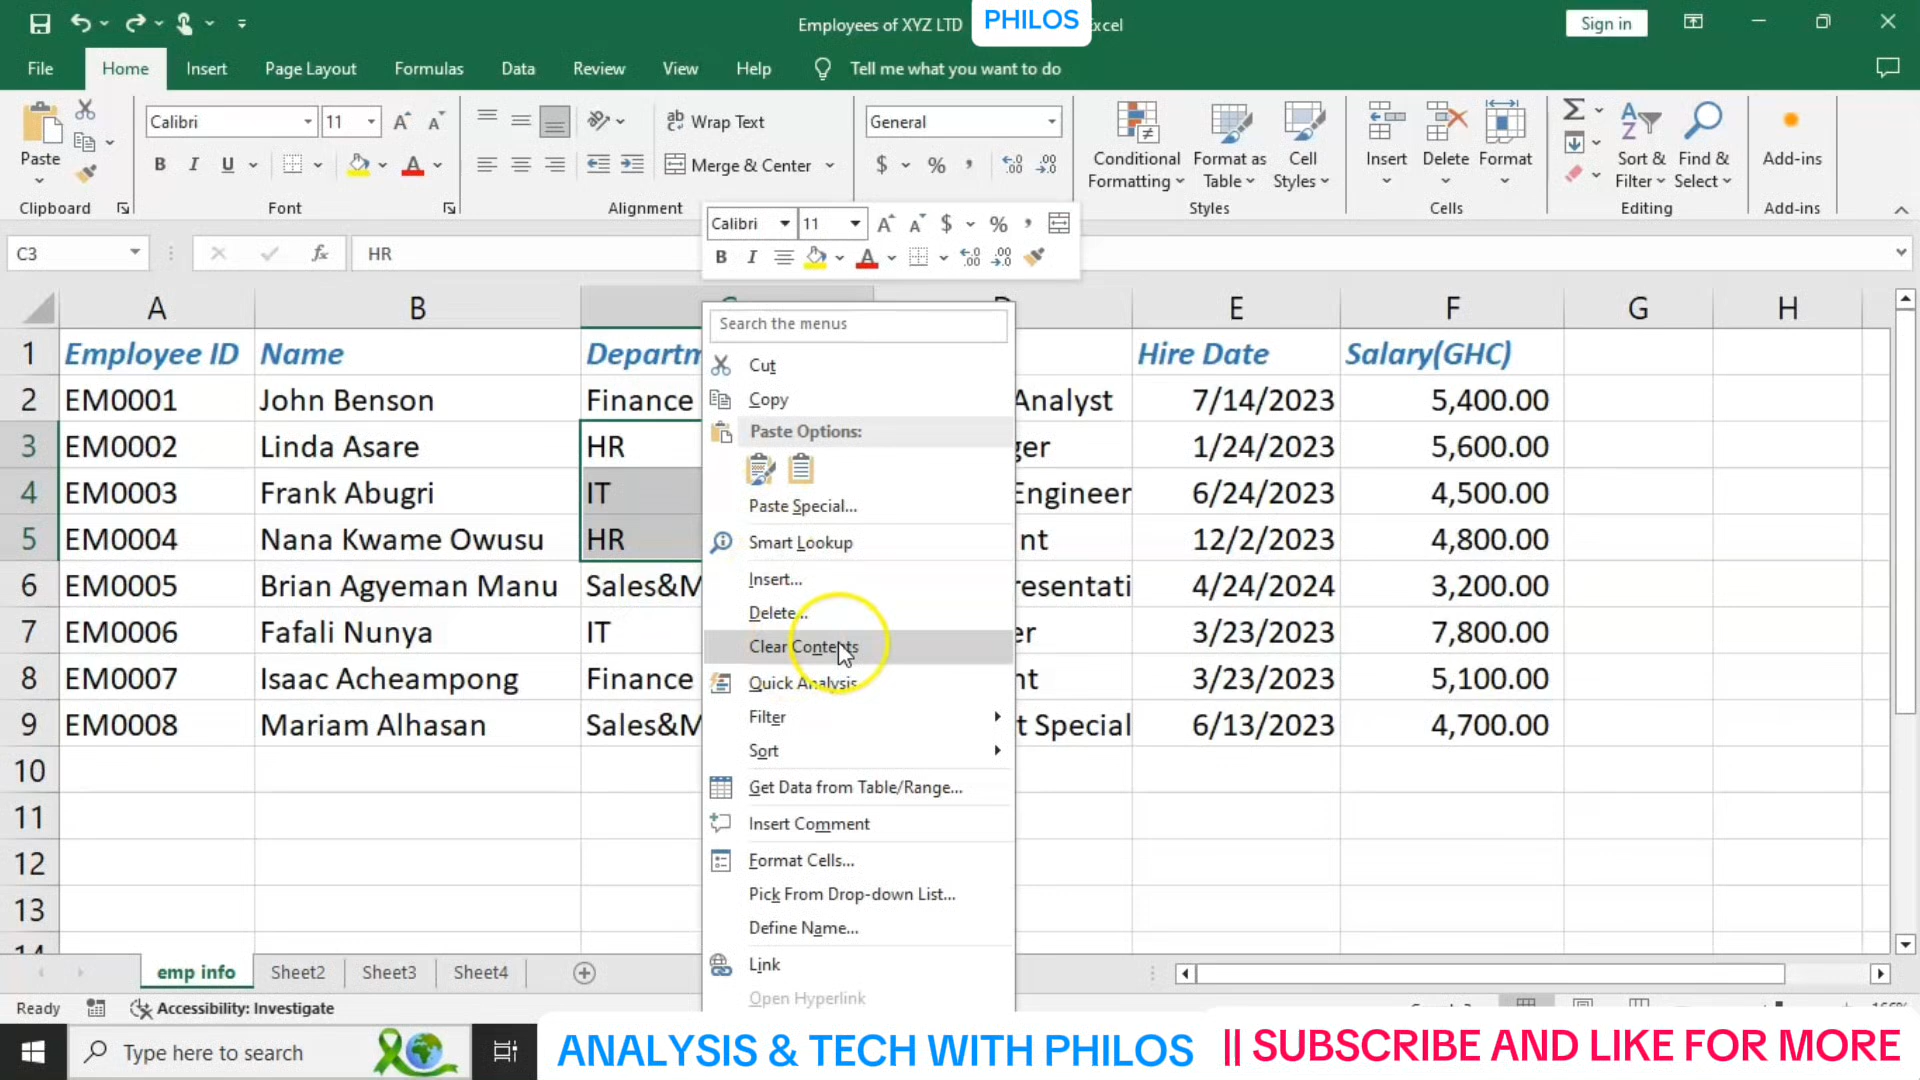 Employees of XYZ LTD
PHILOS
xcel
Sign in
File
Home
Insert
Page Layout
Formulas
Data
Review
View
Help
Tell me what you want to do
Paste
Clipboard
Calibri
11
B I U
Font
Wrap Text
Merge & Center
Alignment
General
$ % ,
Conditional Formatting
Format as Table
Cell Styles
Styles
Insert
Delete
Format
Cells
Sort & Filter
Find & Select
Editing
Add-ins
Add-ins
Calibri 11 $ % ,
B I A
C3
fx
HR
A B C D E F G H
1 Employee ID Name Departm Hire Date Salary(GHC)
2 EM0001 John Benson Finance Analyst 7/14/2023 5,400.00
3 EM0002 Linda Asare HR ger 1/24/2023 5,600.00
4 EM0003 Frank Abugri IT Engineer 6/24/2023 4,500.00
5 EM0004 Nana Kwame Owusu HR nt 12/2/2023 4,800.00
6 EM0005 Brian Agyeman Manu Sales&M resentati 4/24/2024 3,200.00
7 EM0006 Fafali Nunya IT er 3/23/2023 7,800.00
8 EM0007 Isaac Acheampong Finance nt 3/23/2023 5,100.00
9 EM0008 Mariam Alhasan Sales&M t Special 6/13/2023 4,700.00
10
11
12
13
14
Search the menus
Cut
Copy
Paste Options:
Paste Special...
Smart Lookup
Insert...
Delete...
Clear Contents
Quick Analysis
Filter
Sort
Get Data from Table/Range...
Insert Comment
Format Cells...
Pick From Drop-down List...
Define Name...
Link
Open Hyperlink
emp info
Sheet2
Sheet3
Sheet4
Ready
Accessibility: Investigate
Type here to search
ANALYSIS & TECH WITH PHILOS
|| SUBSCRIBE AND LIKE FOR MORE